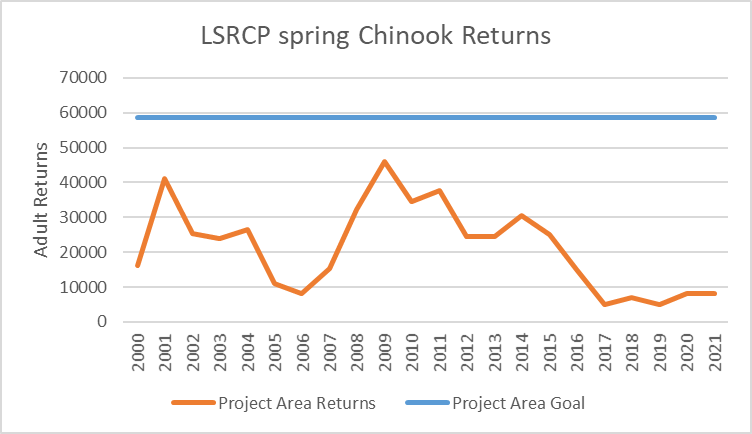 LSRCP spring Chinook Returns
70000
60000
50000
40000
30000
20000
10000
0
Adult Returns
2000 2001 2002 2003 2004 2005 2006 2007 2008 2009 2010 2011 2012 2013 2014 2015 2016 2017 2018 2019 2020 2021
Project Area Returns Project Area Goal